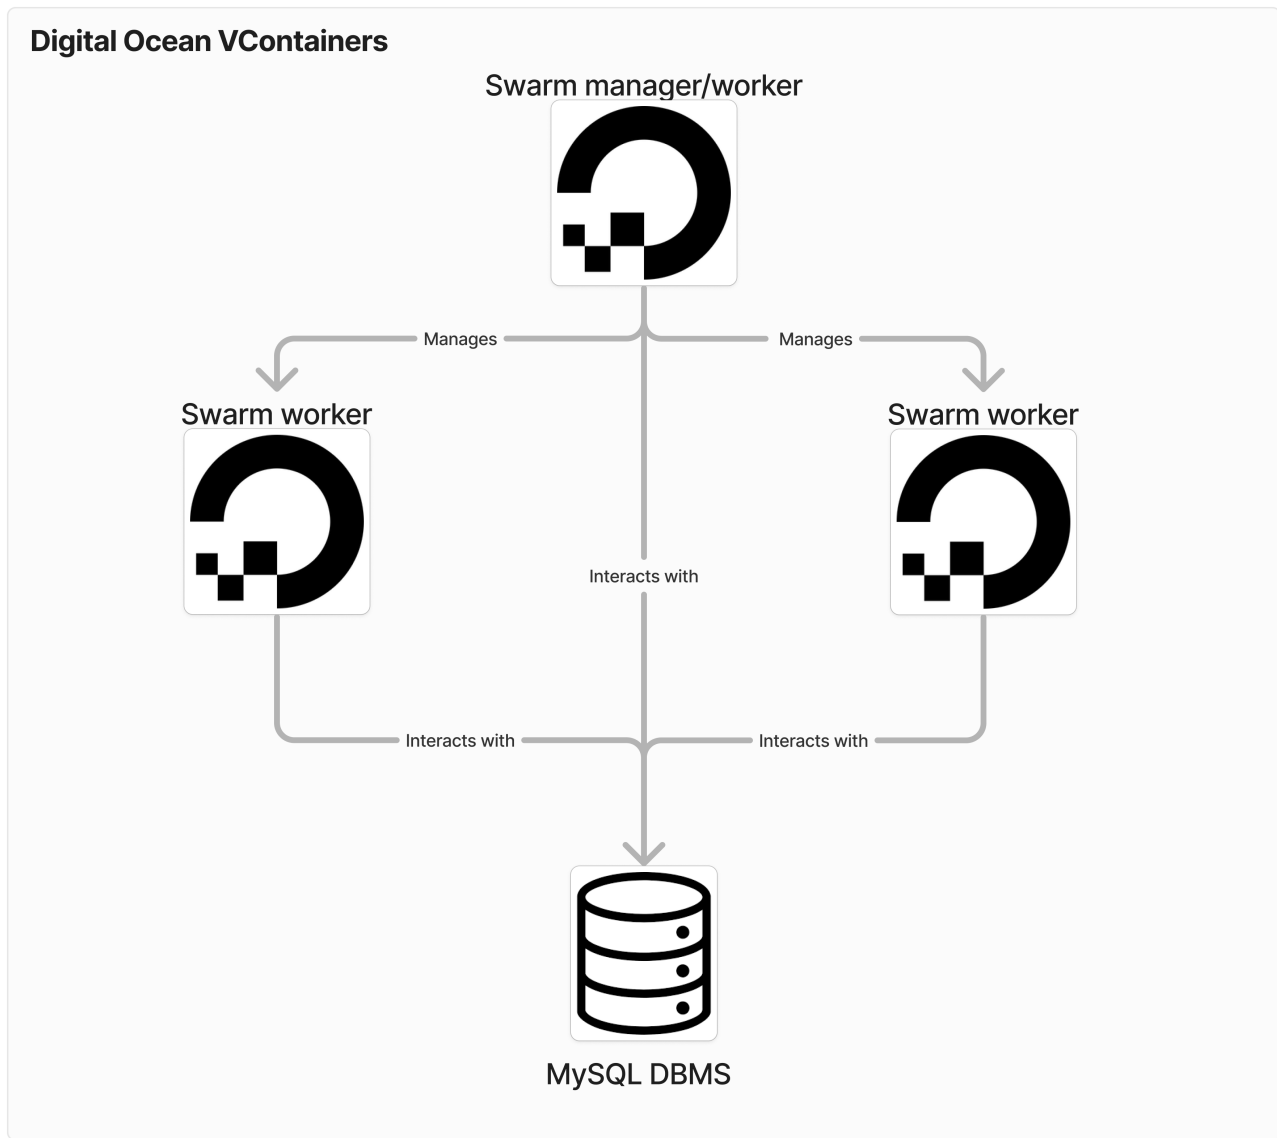 Digital Ocean VContainers
Swarm manager/worker
Manages
Manages
Swarm worker
Swarm worker
Interacts with
Interacts with
Interacts with
MySQL DBMS